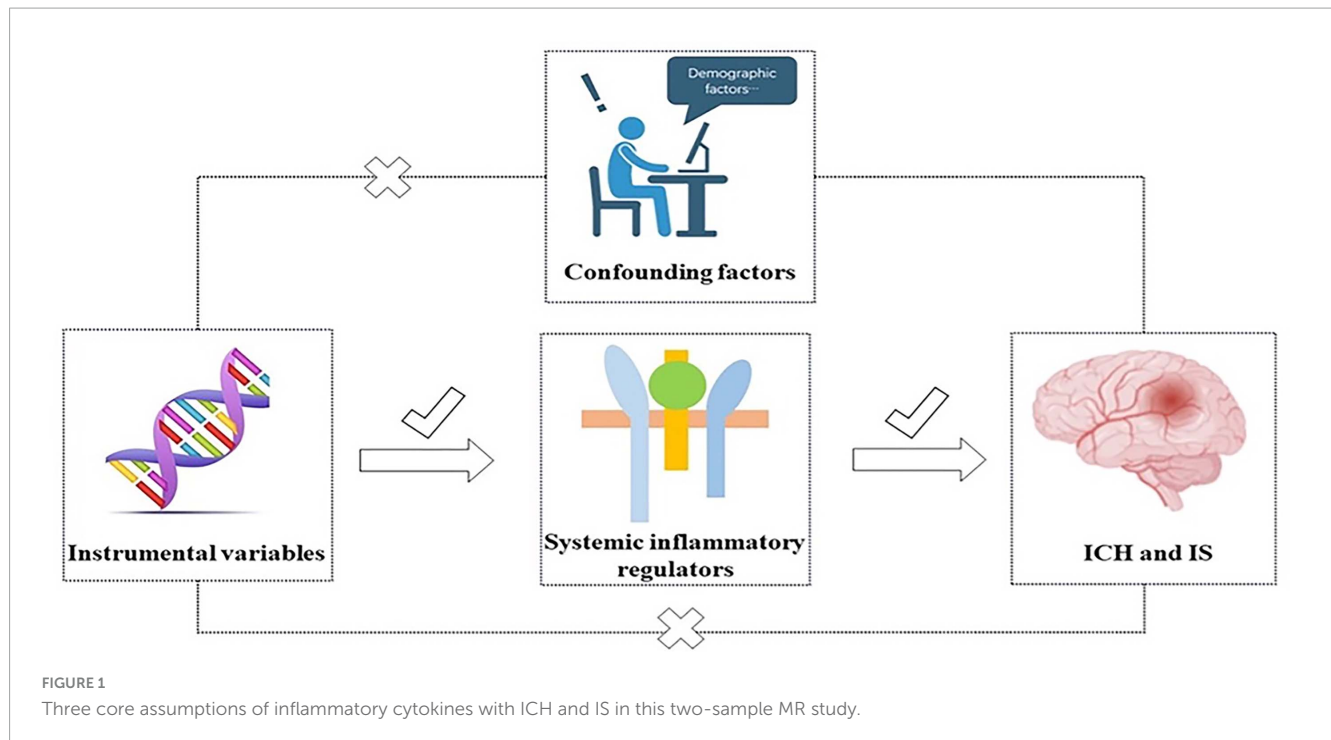 Demographic
factors···
Confounding factors
Instrumental variables
Systemic inflammatory
regulators
ICH and IS
FIGURE 1
Three core assumptions of inflammatory cytokines with ICH and IS in this two-sample MR study.